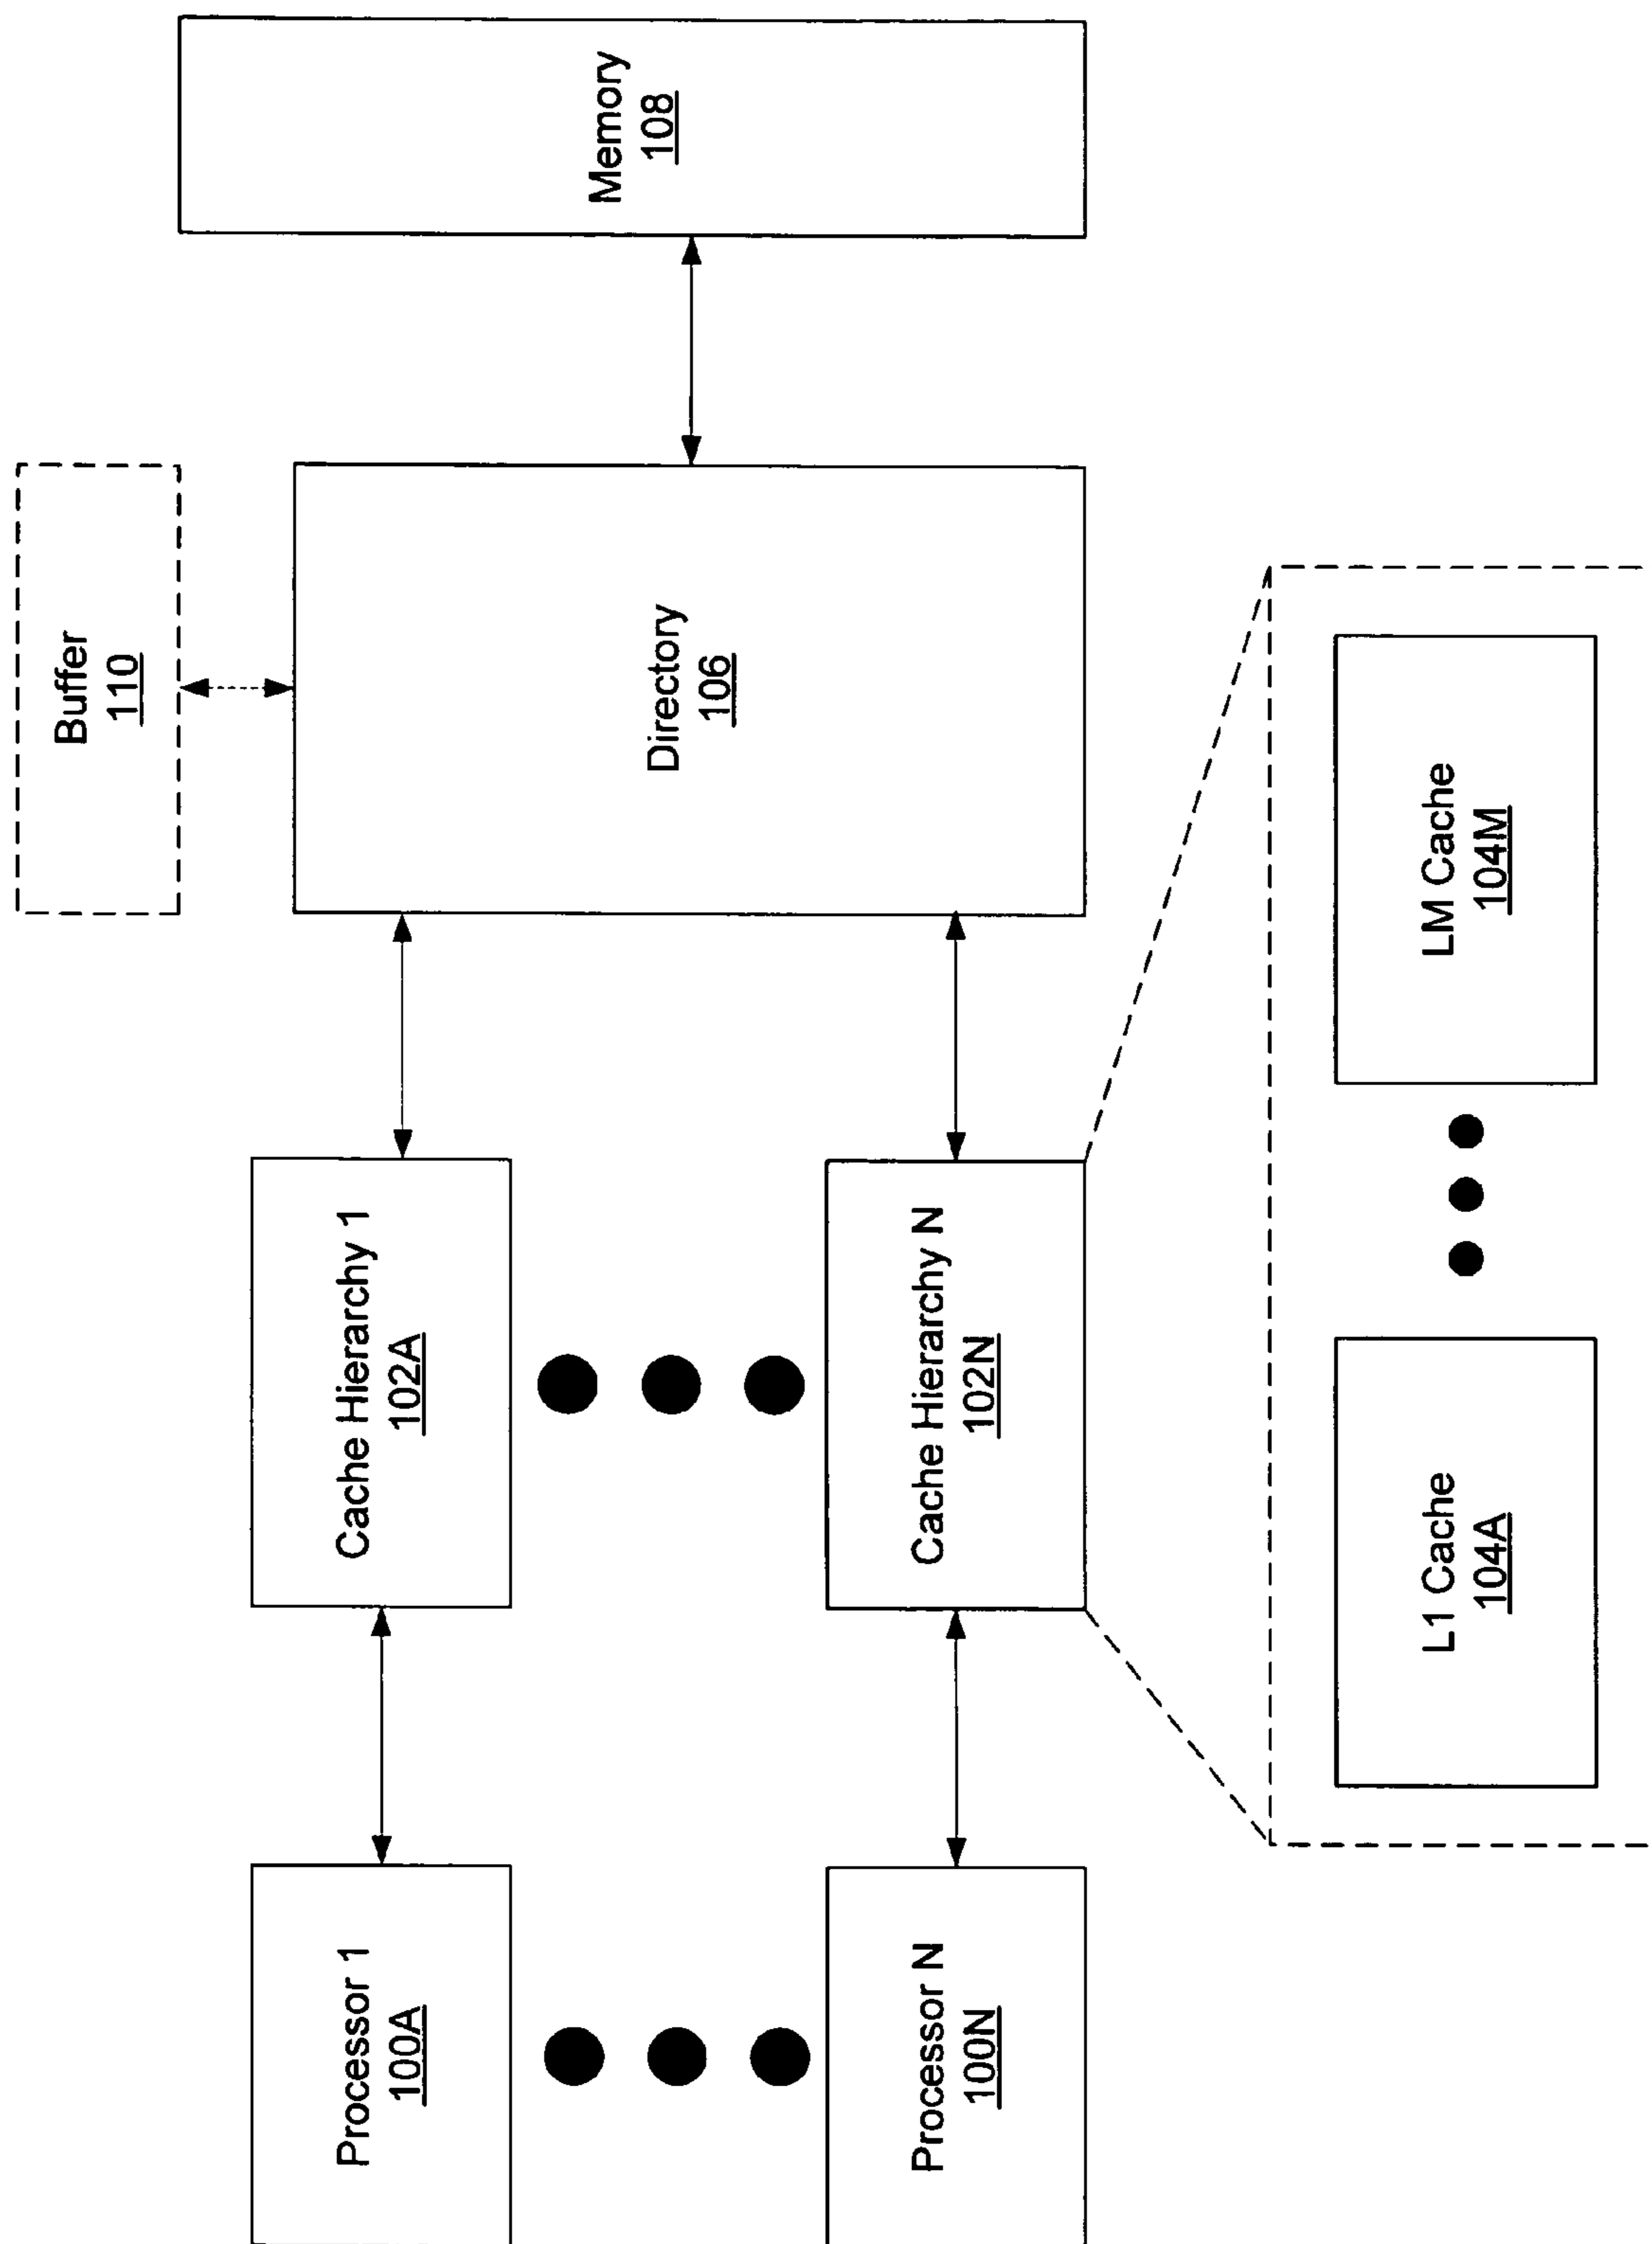 Buffer
110
Processor 1
100A
Cache Hierarchy 1
102A
Directory
106
Memory
108
Processor N
100N
Cache Hierarchy N
102N
L1 Cache
104A
LM Cache
104M